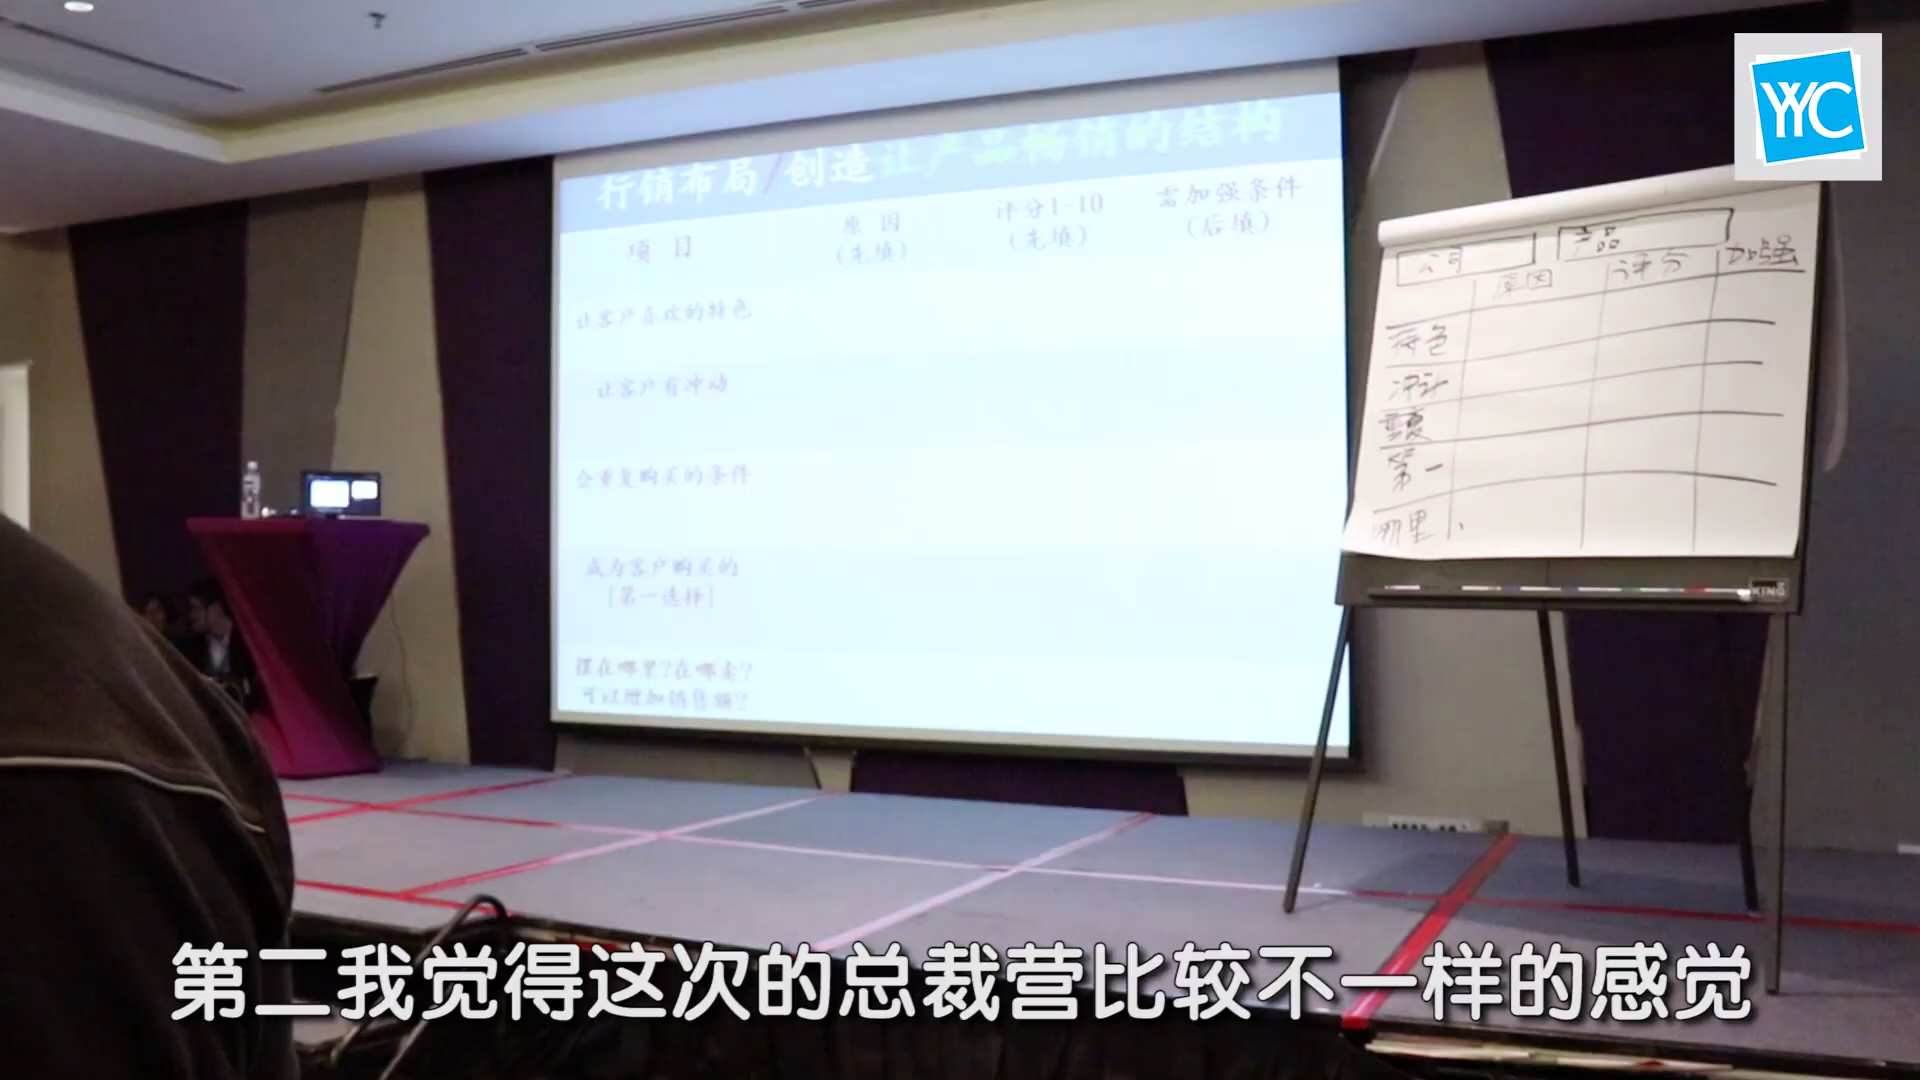 YYC
行销布局/创造让产品畅销的结构
项 目
原 因
(先填)
评分1-10
(先填)
需加强条件
(后填)
让客户喜欢的特色
让客户有冲动
会重复购买的条件
成为客户购买的
[第一选择]
摆在哪里?在哪卖?
可以增加销售额?
公司
产品
原因
评分
加强
特色
冲动
重复
第一
哪里
KING
第二我觉得这次的总裁营比较不一样的感觉